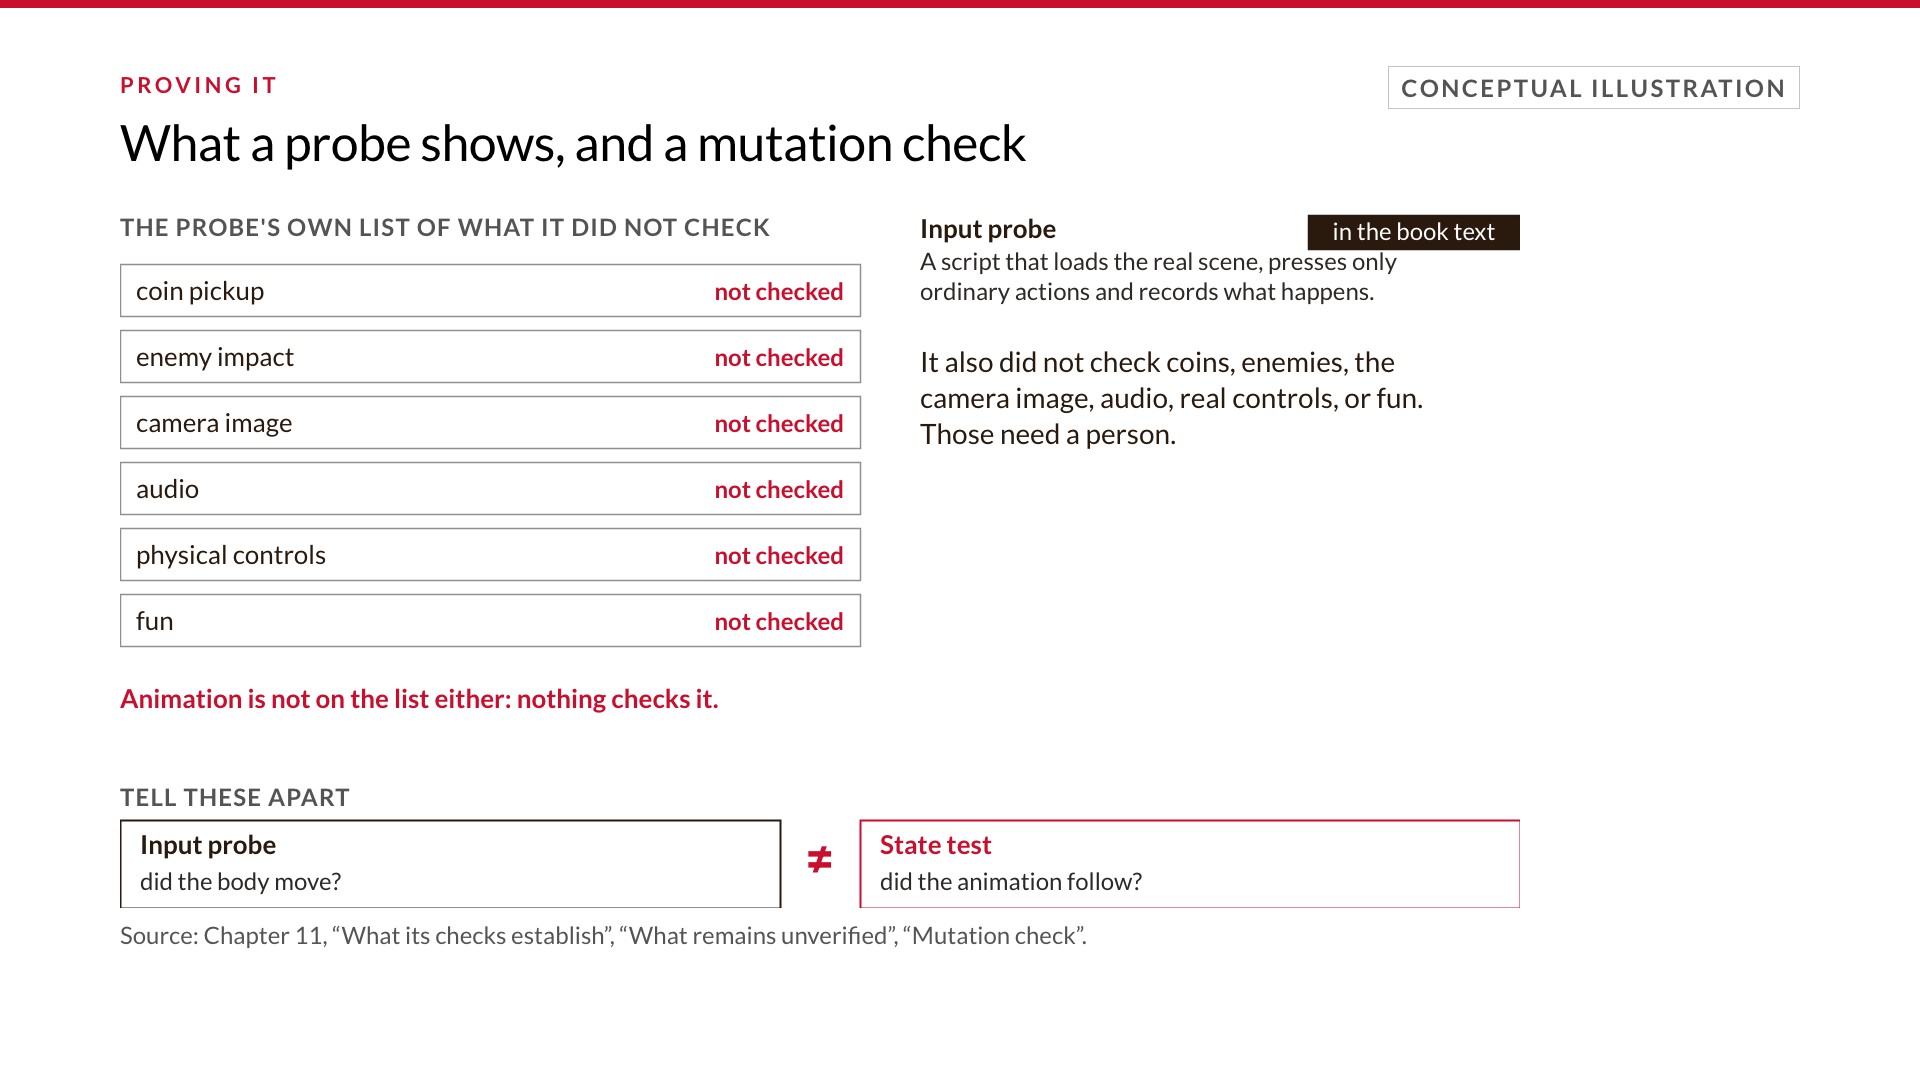 PROVING IT
CONCEPTUAL ILLUSTRATION
What a probe shows, and a mutation check
THE PROBE'S OWN LIST OF WHAT IT DID NOT CHECK
coin pickup not checked
enemy impact not checked
camera image not checked
audio not checked
physical controls not checked
fun not checked
Animation is not on the list either: nothing checks it.
Input probe in the book text
A script that loads the real scene, presses only
ordinary actions and records what happens.
It also did not check coins, enemies, the
camera image, audio, real controls, or fun.
Those need a person.
TELL THESE APART
Input probe
did the body move?
≠
State test
did the animation follow?
Source: Chapter 11, “What its checks establish”, “What remains unverified”, “Mutation check”.